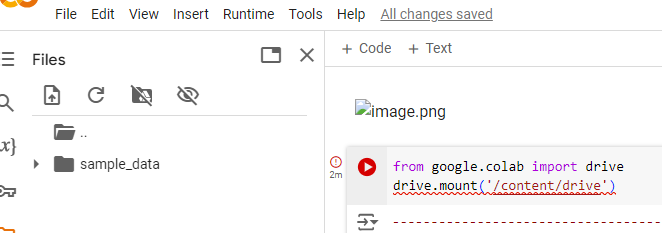 File Edit View Insert Runtime Tools Help All changes saved
Files
+ Code + Text
..
sample_data
{x}
image.png
2m
from google.colab import drive
drive.mount('/content/drive')
--------------------------------